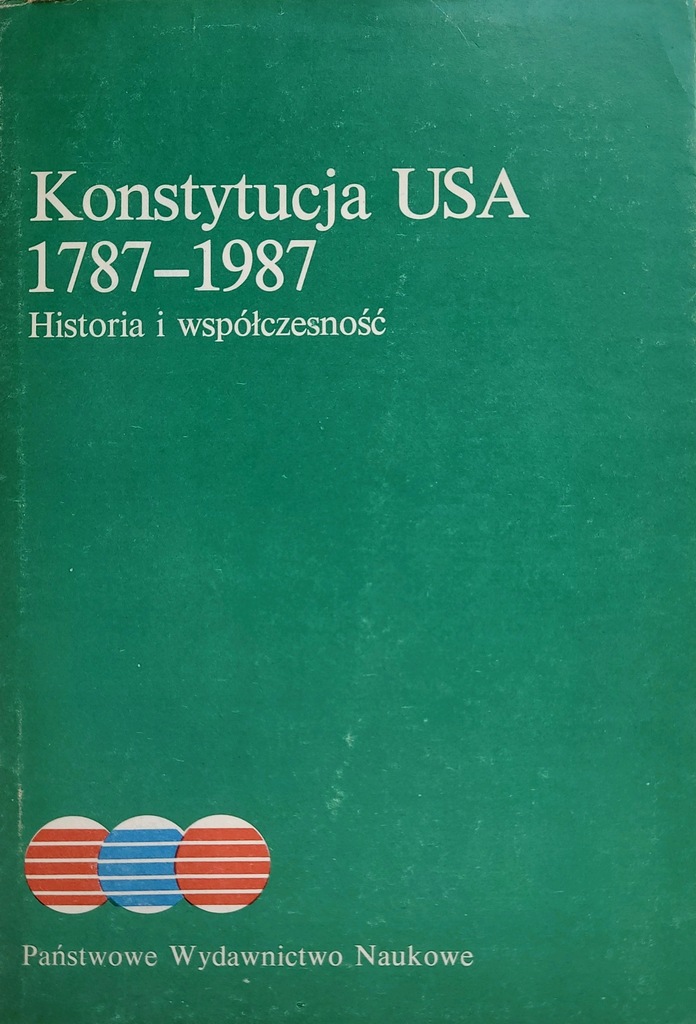 Konstytucja USA
1787–1987
Historia i współczesność
Państwowe Wydawnictwo Naukowe